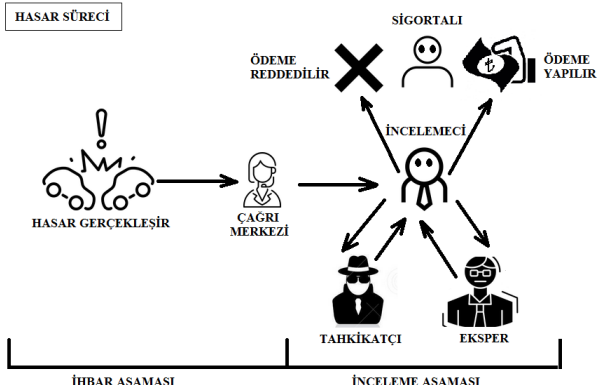 HASAR SÜRECİ
SİGORTALI
ÖDEME
REDDEDİLİR
ÖDEME
YAPILIR
İNCELEMECİ
HASAR GERÇEKLEŞİR
ÇAĞRI
MERKEZİ
TAHKİKATÇI
EKSPER
İHBAR AŞAMASI
İNCELEME AŞAMASI